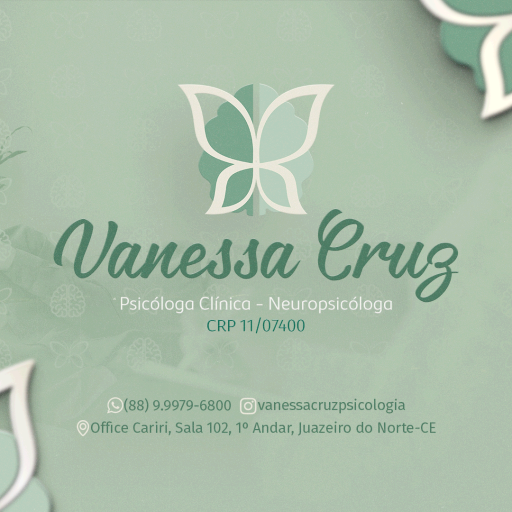 Vanessa Cruz
Psicóloga Clínica - Neuropsicóloga
CRP 11/07400
(88) 9.9979-6800 vanessacruzpsicologia
Office Cariri, Sala 102, 1º Andar, Juazeiro do Norte-CE